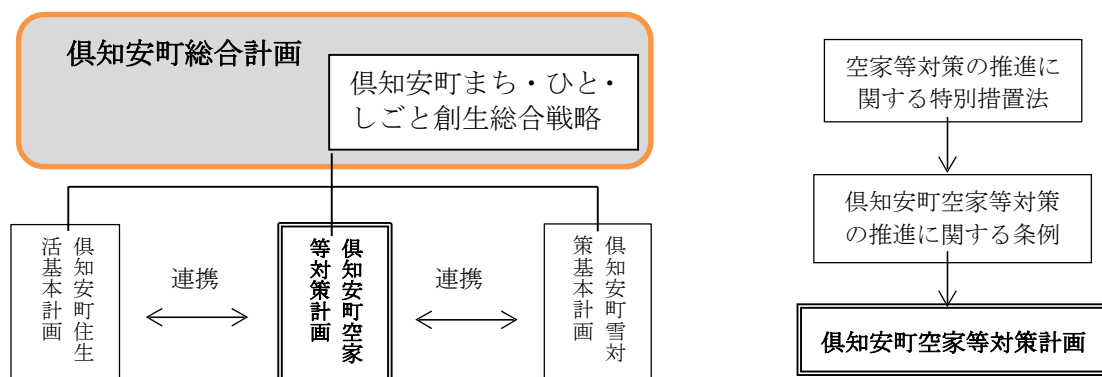 倶知安町総合計画
倶知安町まち・ひと・
しごと創生総合戦略
倶知安町住生
活基本計画
連携
倶知安町空家
等対策計画
連携
倶知安町雪対
策基本計画
空家等対策の推進に
関する特別措置法
倶知安町空家等対策
の推進に関する条例
倶知安町空家等対策計画